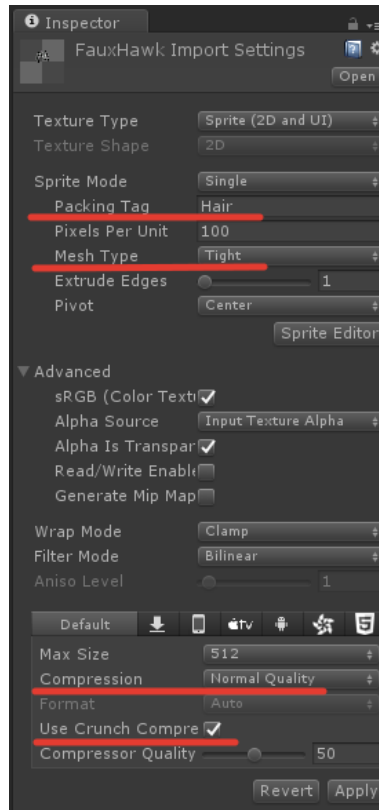 Inspector
FauxHawk Import Settings
Open
Texture Type Sprite (2D and UI)
Texture Shape 2D
Sprite Mode Single
Packing Tag Hair
Pixels Per Unit 100
Mesh Type Tight
Extrude Edges 1
Pivot Center
Sprite Editor
Advanced
sRGB (Color Textu
Alpha Source Input Texture Alpha
Alpha Is Transpar
Read/Write Enable
Generate Mip Map
Wrap Mode Clamp
Filter Mode Bilinear
Aniso Level 1
Default tv 5
Max Size 512
Compression Normal Quality
Format Auto
Use Crunch Compre
Compressor Quality 50
Revert Apply